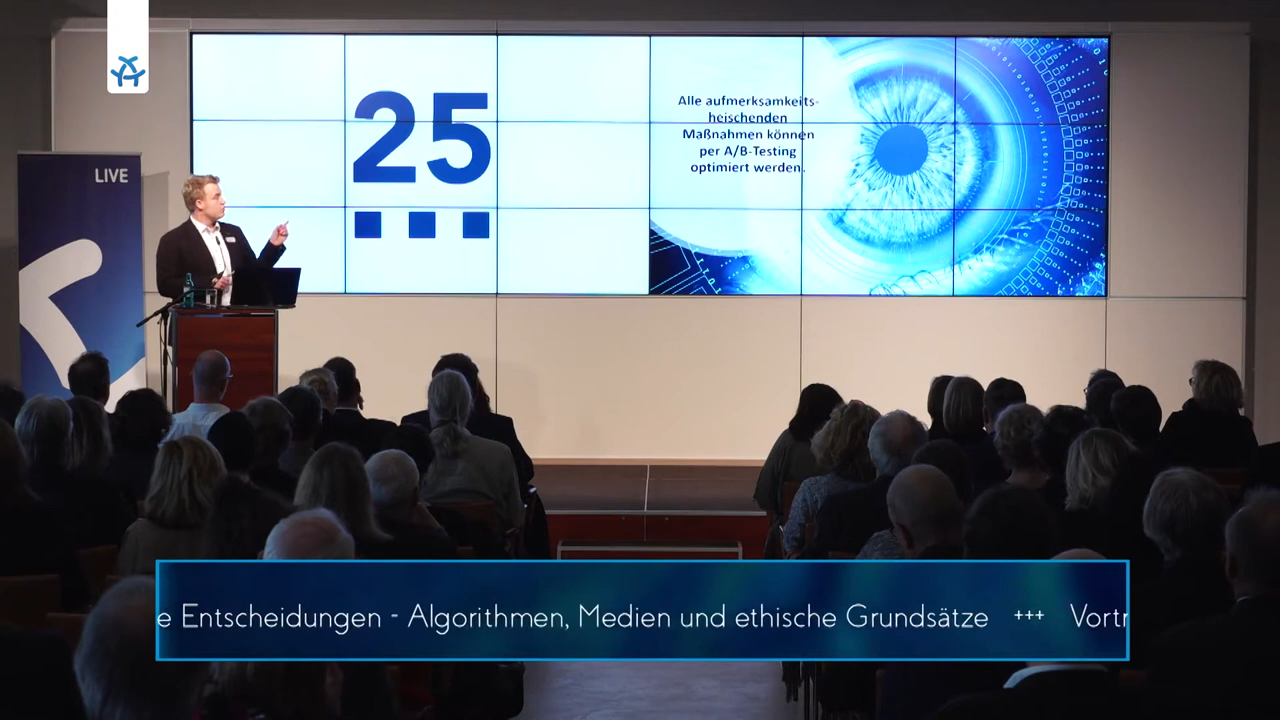 LIVE
25
Alle aufmerksamkeits-
heischenden
Maßnahmen können
per A/B-Testing
optimiert werden.
e Entscheidungen - Algorithmen, Medien und ethische Grundsätze +++ Vortr